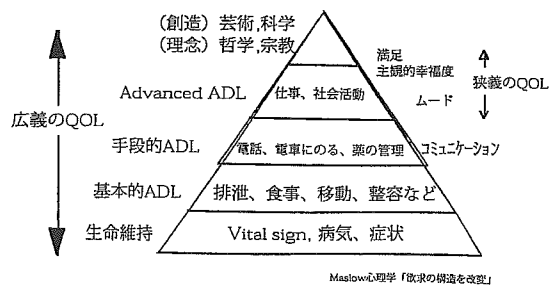 （創造）芸術,科学
（理念）哲学,宗教
満足
主観的幸福度
狭義のQOL
Advanced ADL
仕事、社会活動
ムード
広義のQOL
手段的ADL
電話、電車にのる、薬の管理
コミュニケーション
基本的ADL
排泄、食事、移動、整容など
生命維持
Vital sign, 病気、症状
Maslow心理学「欲求の構造を改変」